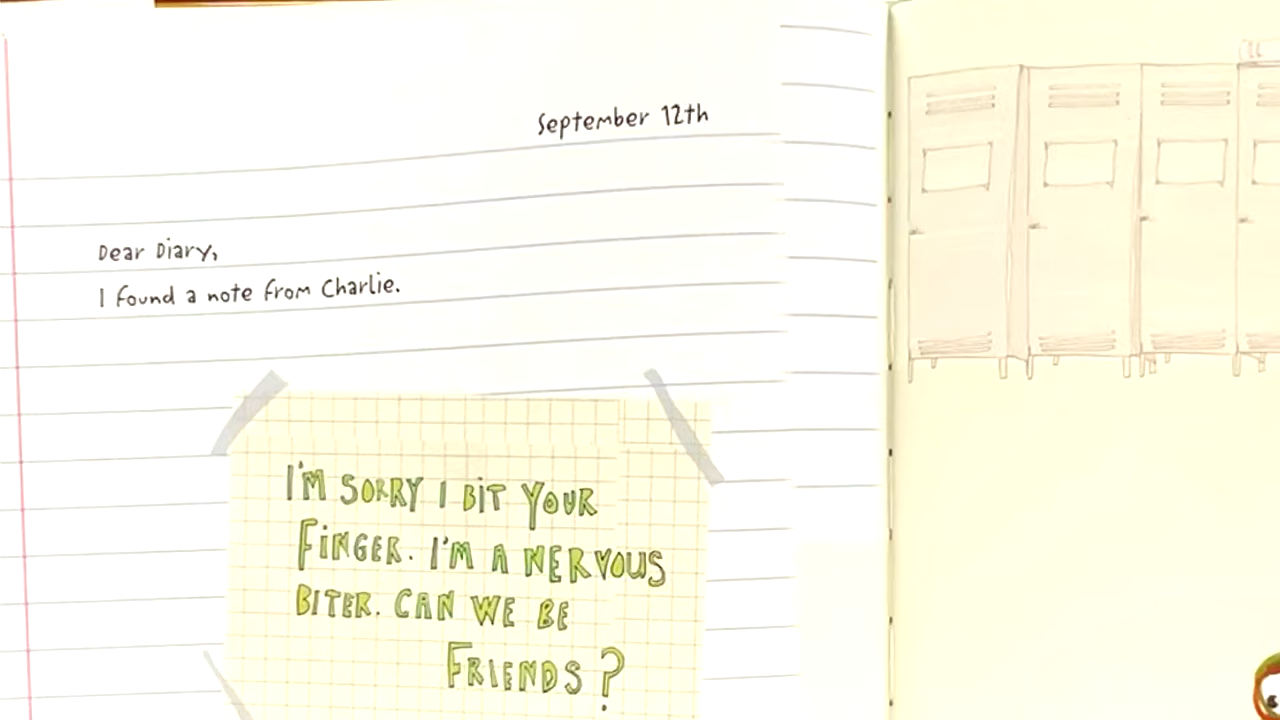 September 12th
Dear Diary,
I found a note from Charlie.
I'M SORRY I BIT YOUR
FINGER. I'M A NERVOUS
BITER. CAN WE BE
FRIENDS?